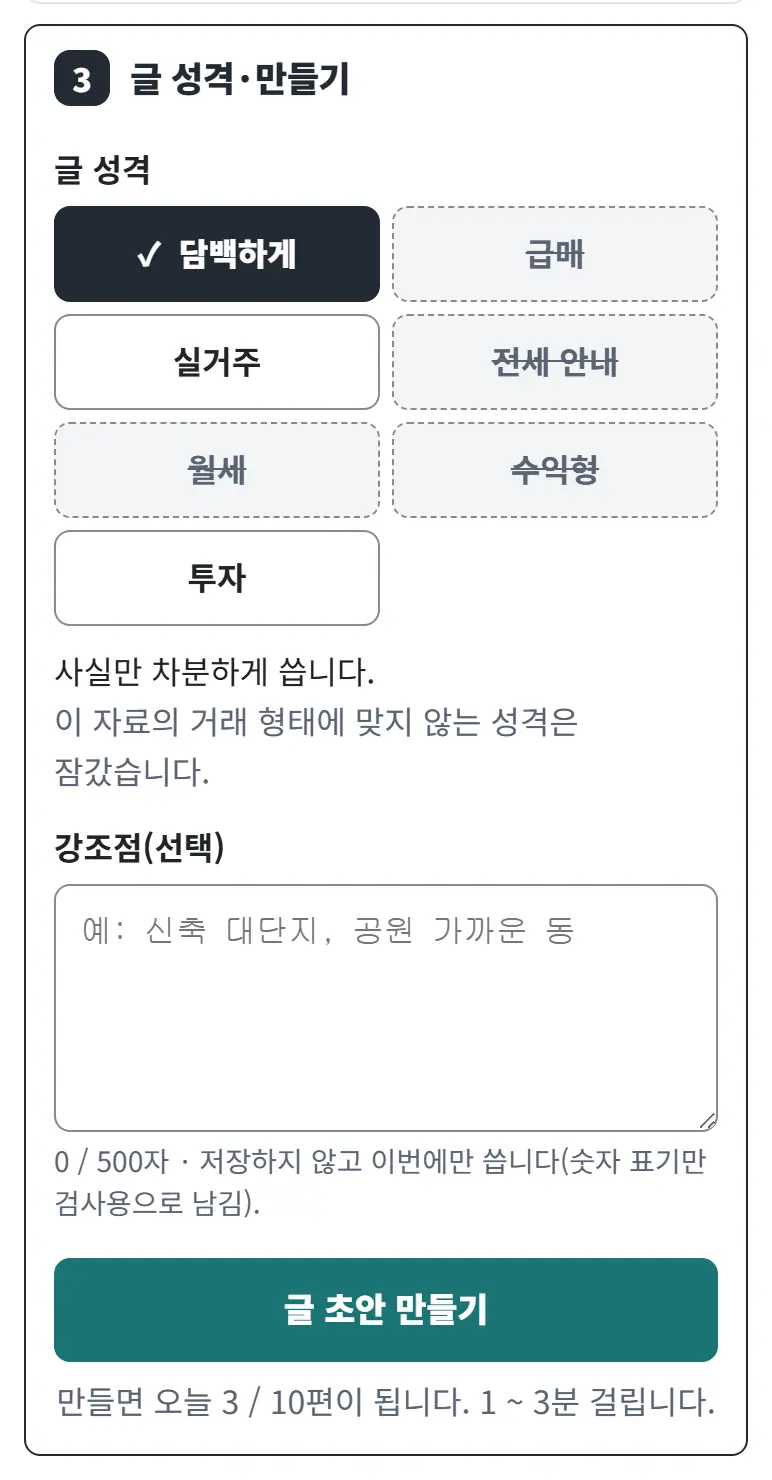 3 글 성격·만들기
글 성격
✓ 담백하게
급매
실거주
전세 안내
월세
수익형
투자
사실만 차분하게 씁니다.
이 자료의 거래 형태에 맞지 않는 성격은
잠갔습니다.
강조점(선택)
예: 신축 대단지, 공원 가까운 동
0 / 500자 · 저장하지 않고 이번에만 씁니다(숫자 표기만
검사용으로 남김).
글 초안 만들기
만들면 오늘 3 / 10편이 됩니다. 1 ~ 3분 걸립니다.